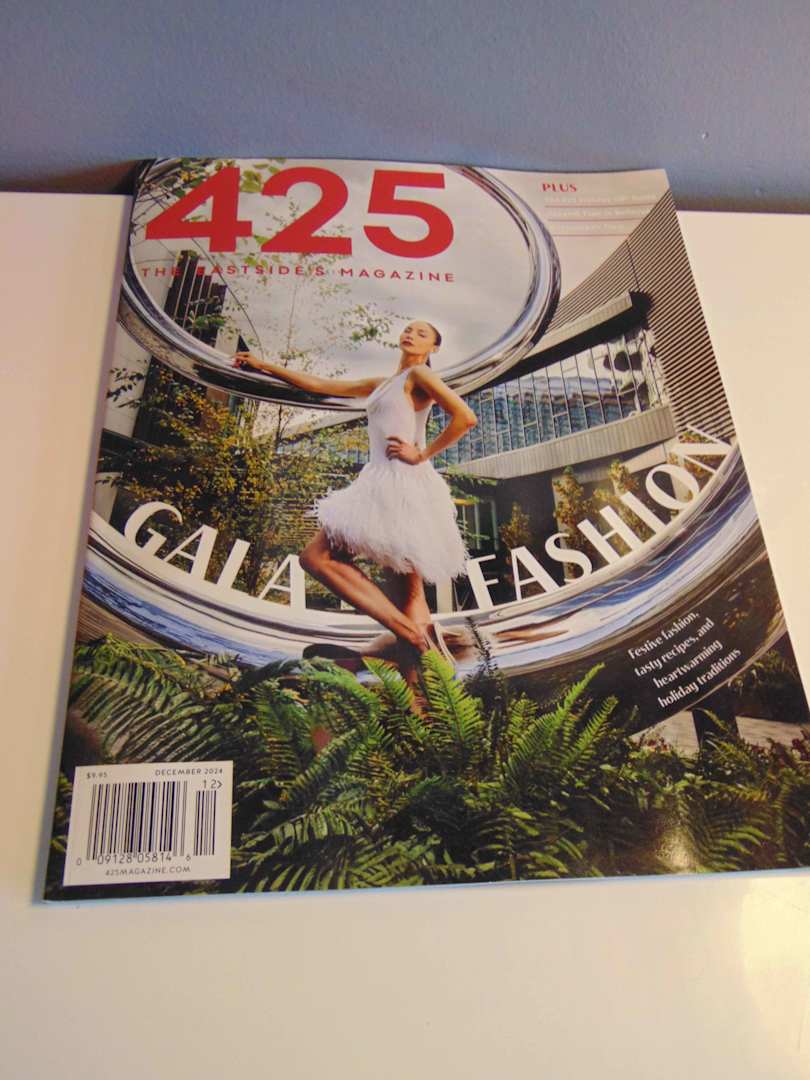 425
THE EASTSIDE'S MAGAZINE
PLUS
GALA FASHION
Festive fashion,
tasty recipes, and
heartwarming
holiday traditions
$9.95
DECEMBER 2024
12>
0 09128 05814 6
425MAGAZINE.COM